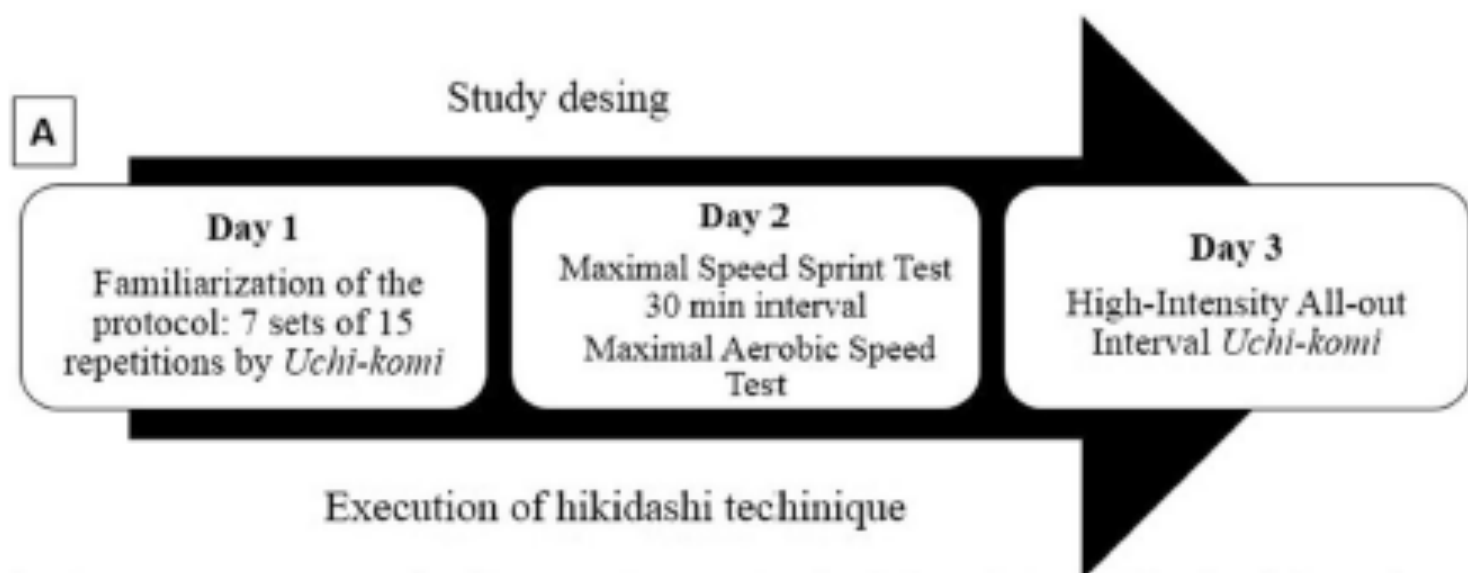 Study desing
A
Day 1
Familiarization of the
protocol: 7 sets of 15
repetitions by Uchi-komi
Day 2
Maximal Speed Sprint Test
30 min interval
Maximal Aerobic Speed
Test
Day 3
High-Intensity All-out
Interval Uchi-komi
Execution of hikidashi techinique